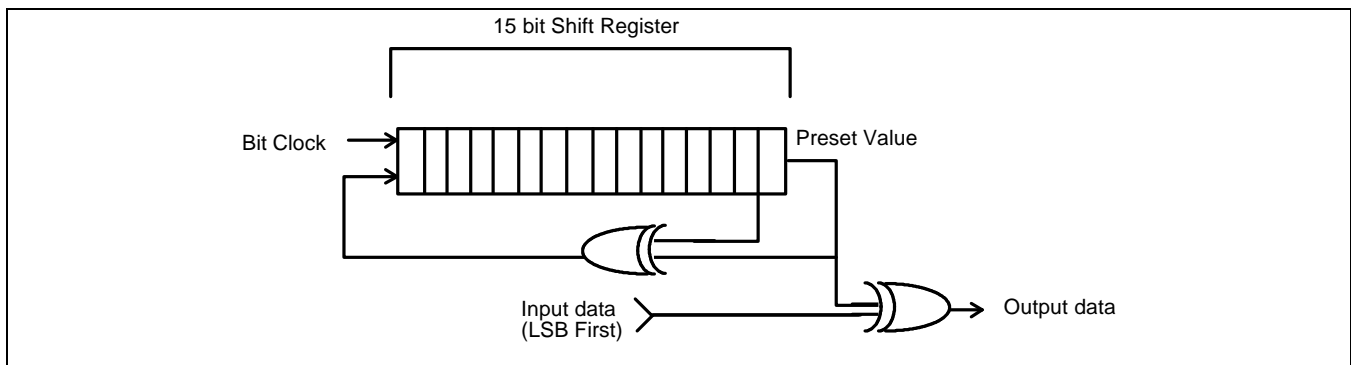 15 bit Shift Register
Bit Clock
Preset Value
Input data
(LSB First)
Output data